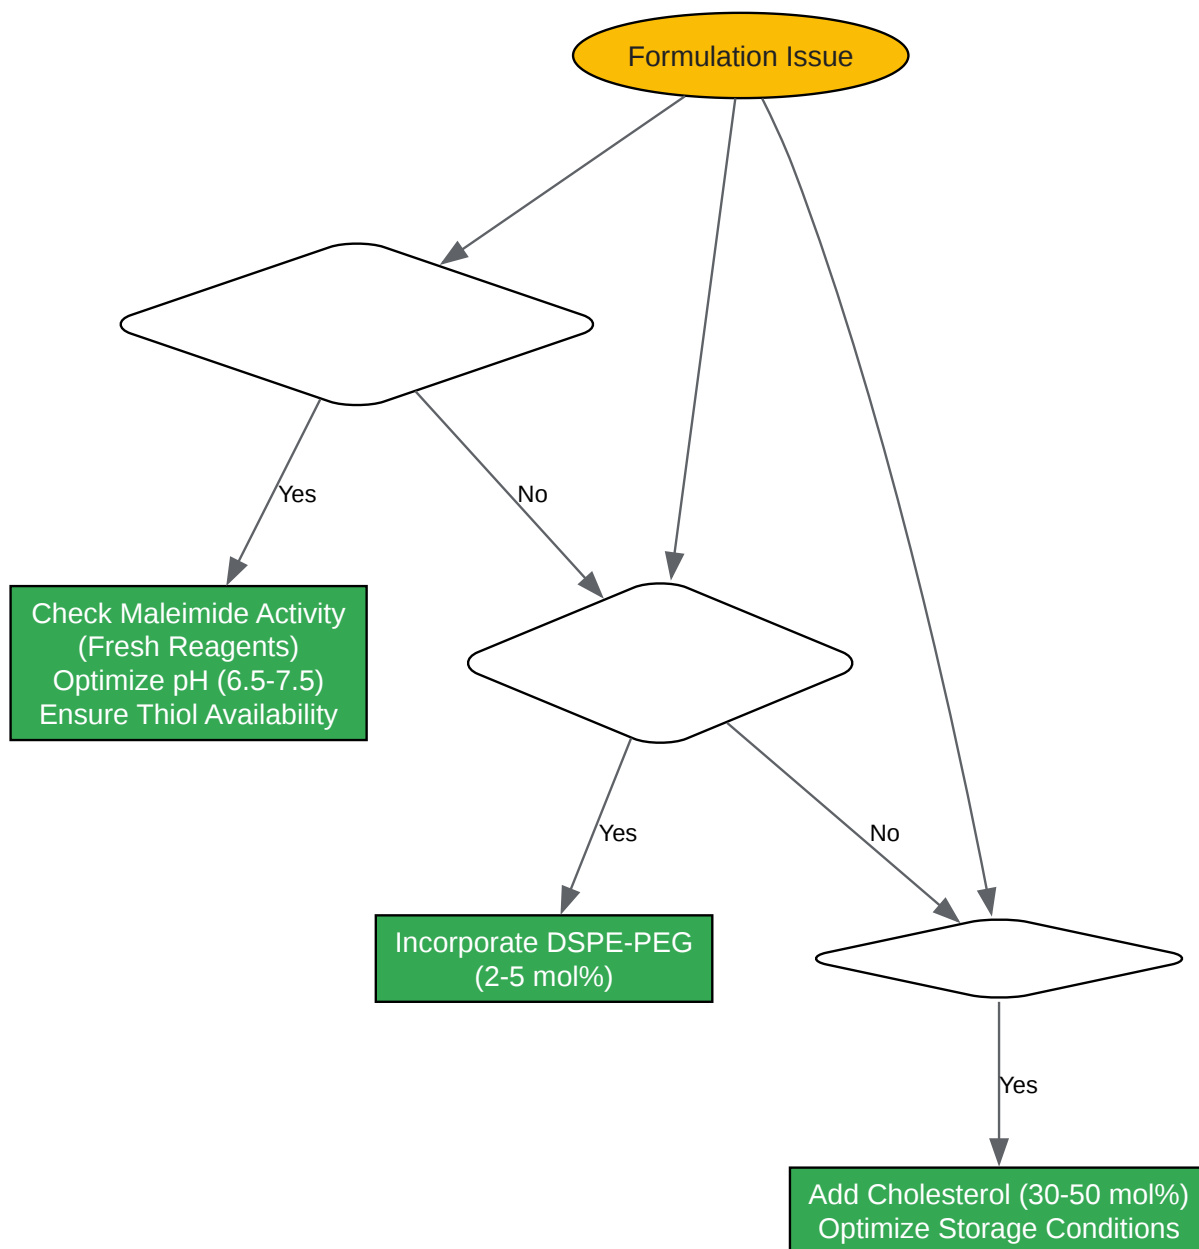 Formulation Issue
Yes
No
Check Maleimide Activity
(Fresh Reagents)
Optimize pH (6.5-7.5)
Ensure Thiol Availability
Yes
No
Incorporate DSPE-PEG
(2-5 mol%)
Yes
Add Cholesterol (30-50 mol%)
Optimize Storage Conditions